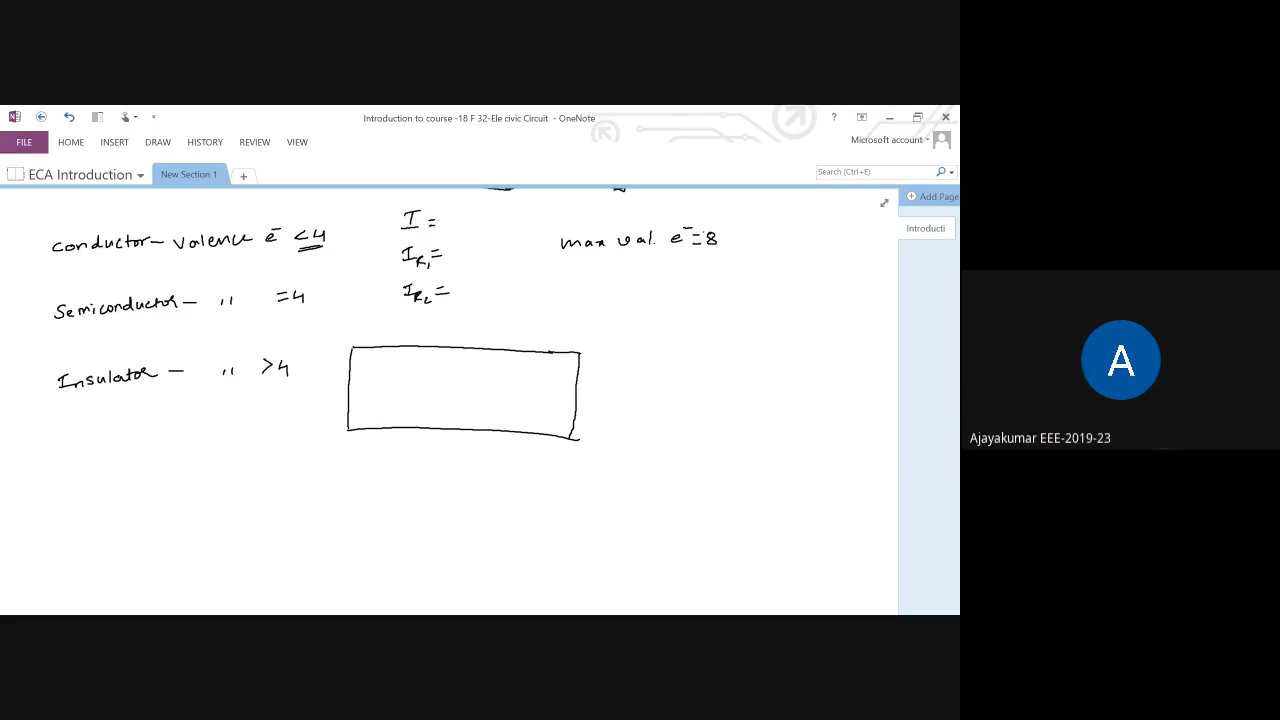 Introduction to course -18 F 32-Ele civic Circuit - OneNote
?
FILE HOME INSERT DRAW HISTORY REVIEW VIEW
Microsoft account
ECA Introduction
New Section 1
+
Search (Ctrl+E)
Add Page
Introducti
conductor – valence e⁻ <4
I =
max val. e⁻=8
I_R1 =
Semiconductor – ,, =4
I_R2 =
Insulator – ,, >4
A
Ajayakumar EEE-2019-23